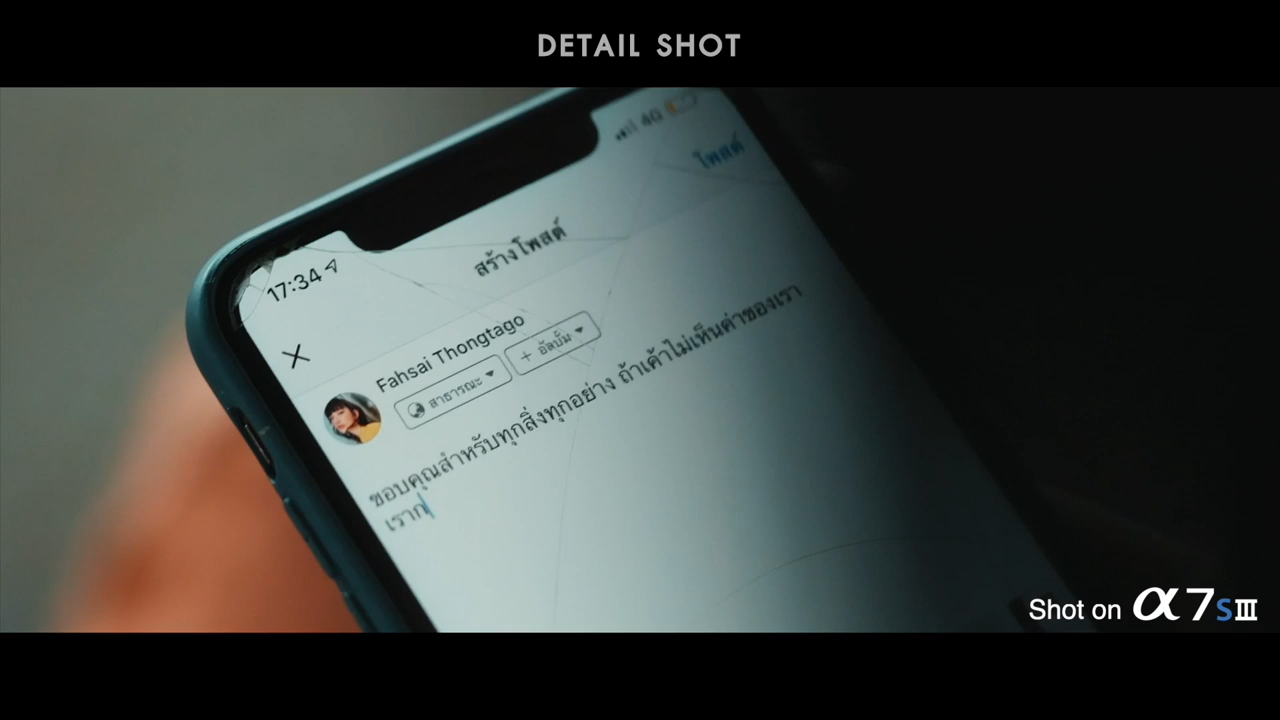 DETAIL SHOT
4G
โพสต์
17:34
สร้างโพสต์
Fahsai Thongtago
สาธารณะ
+ อัลบั้ม
ขอบคุณสำหรับทุกสิ่งทุกอย่าง ถ้าเค้าไม่เห็นค่าของเรา
เราก
Shot on α7SIII